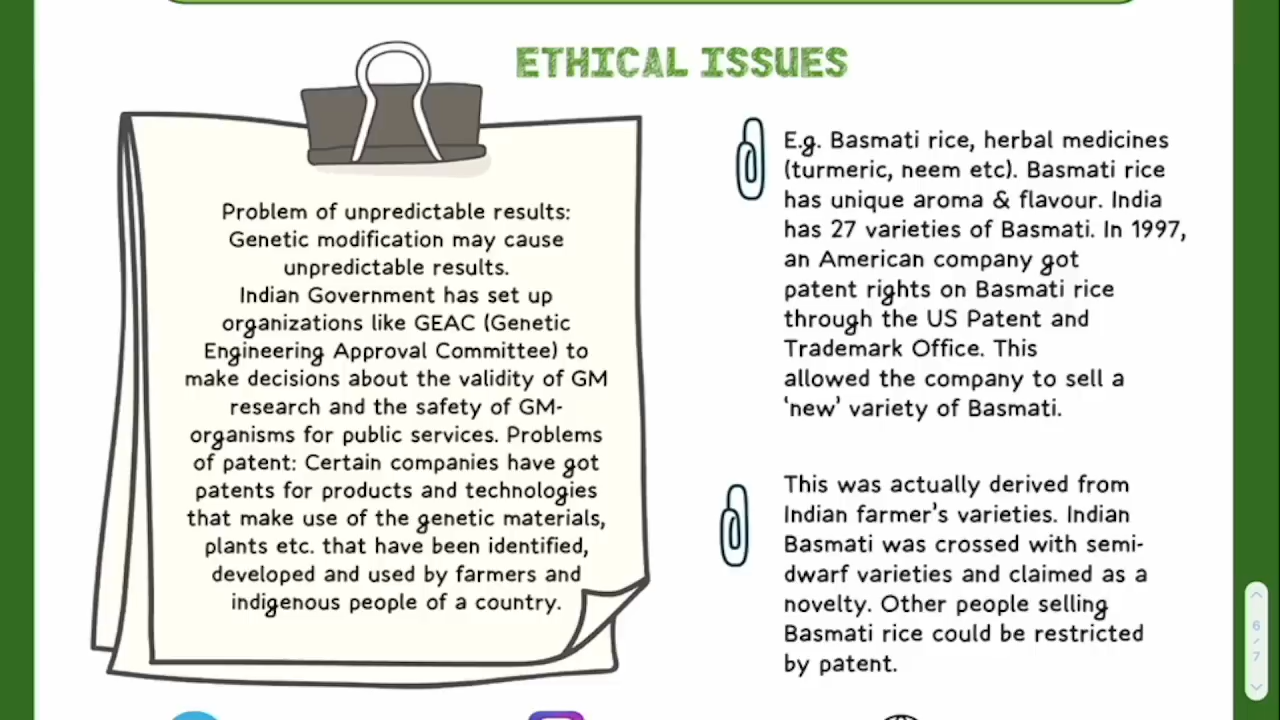 ETHICAL ISSUES
Problem of unpredictable results:
Genetic modification may cause
unpredictable results.
Indian Government has set up
organizations like GEAC (Genetic
Engineering Approval Committee) to
make decisions about the validity of GM
research and the safety of GM-
organisms for public services. Problems
of patent: Certain companies have got
patents for products and technologies
that make use of the genetic materials,
plants etc. that have been identified,
developed and used by farmers and
indigenous people of a country.
E.g. Basmati rice, herbal medicines
(turmeric, neem etc). Basmati rice
has unique aroma & flavour. India
has 27 varieties of Basmati. In 1997,
an American company got
patent rights on Basmati rice
through the US Patent and
Trademark Office. This
allowed the company to sell a
‘new’ variety of Basmati.
This was actually derived from
Indian farmer’s varieties. Indian
Basmati was crossed with semi-
dwarf varieties and claimed as a
novelty. Other people selling
Basmati rice could be restricted
by patent.
6
/
7